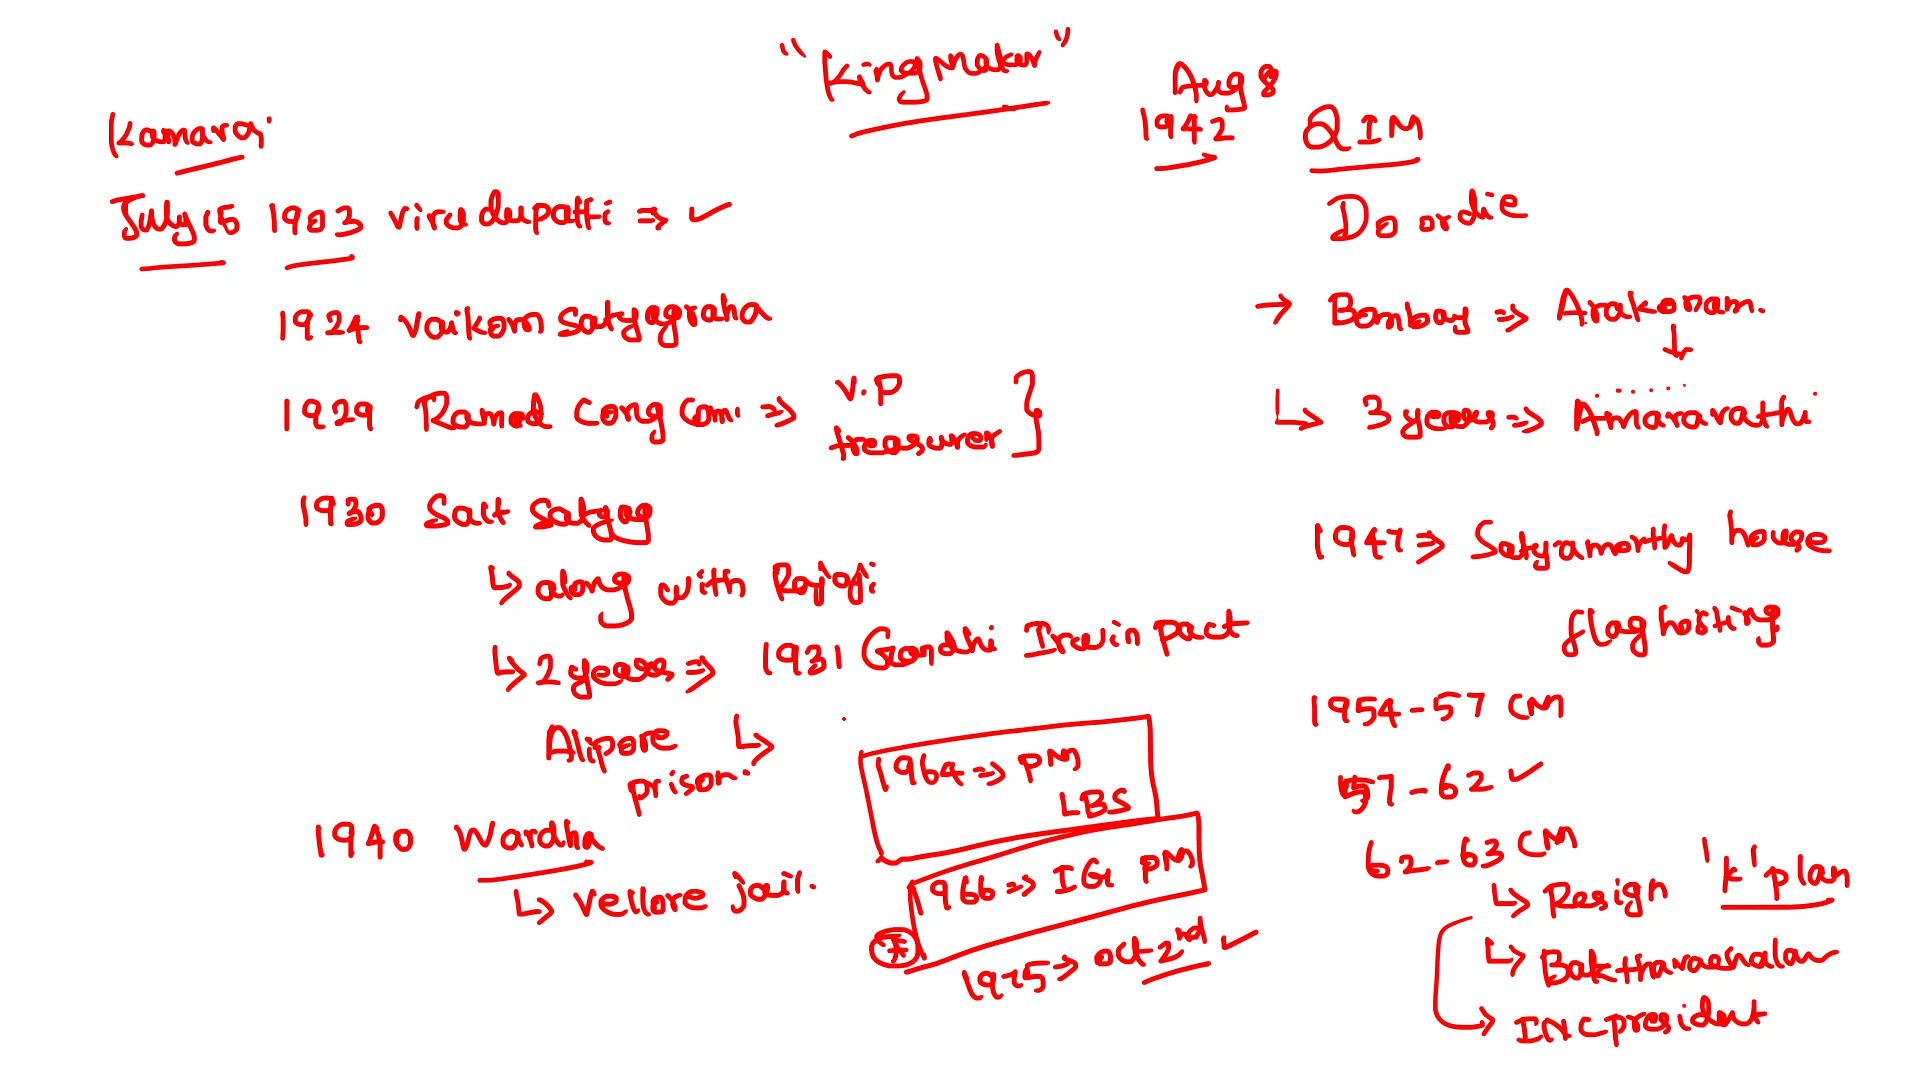 "Kingmaker"
Kamaraj
July 15 1903 virudupatti ⇒ ✓
1924 Vaikom Satyagraha
1929 Ramnad Cong Com. ⇒ V.P
treasurer
1930 Salt Satyag
↳ along with Rajaji
↳ 2 years ⇒ 1931 Gandhi Irwin pact
Alipore ↳
prison.
1940 Wardha
↳ Vellore jail.
1964 ⇒ PM
LBS
1966 ⇒ IG PM
1975 → Oct 2nd ✓
Aug 8
1942 QIM
Do or die
→ Bombay ⇒ Arakonam.
↓
↳ 3 years ⇒ Amaravathi
1947 ⇒ Satyamorthy house
flag hoisting
1954-57 CM
57-62 ✓
62-63 CM
↳ Resign 'K' plan
↳ Baktharvachalam
→ INC president